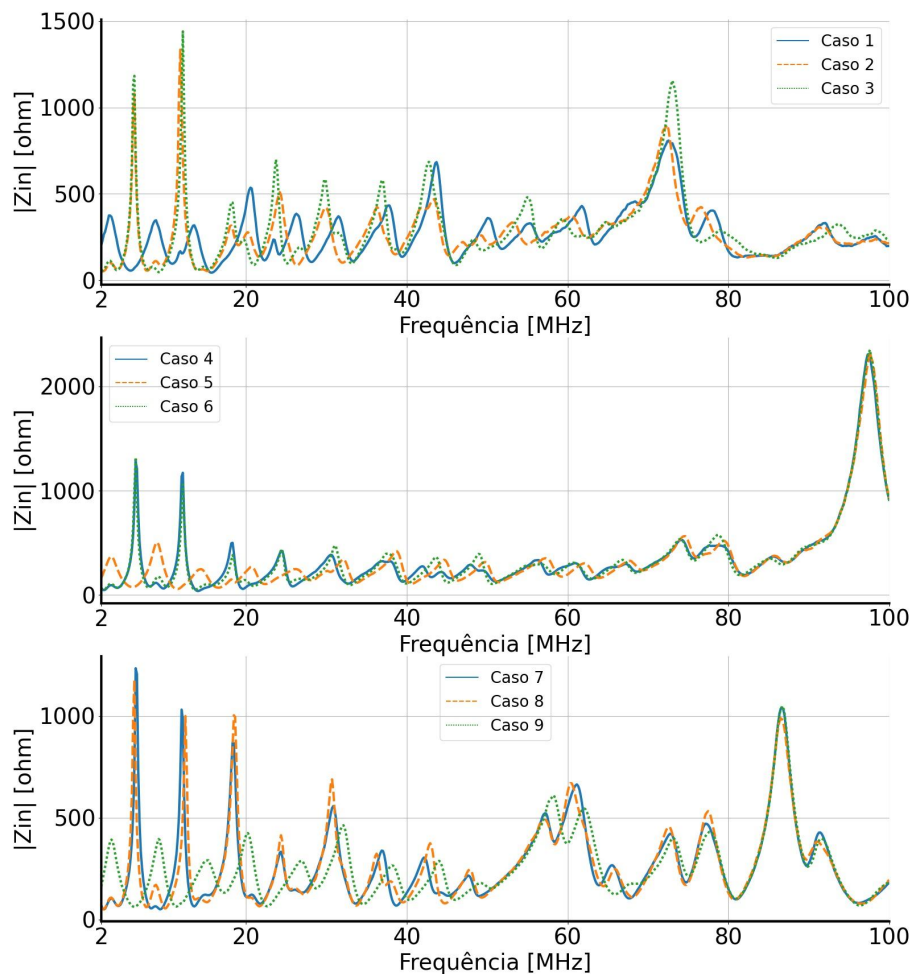 1500
1000
500
0
|Zin| [ohm]
Caso 1
Caso 2
Caso 3
2 20 40 60 80 100
Frequência [MHz]
2000
1000
0
|Zin| [ohm]
Caso 4
Caso 5
Caso 6
2 20 40 60 80 100
Frequência [MHz]
1000
500
0
|Zin| [ohm]
Caso 7
Caso 8
Caso 9
2 20 40 60 80 100
Frequência [MHz]